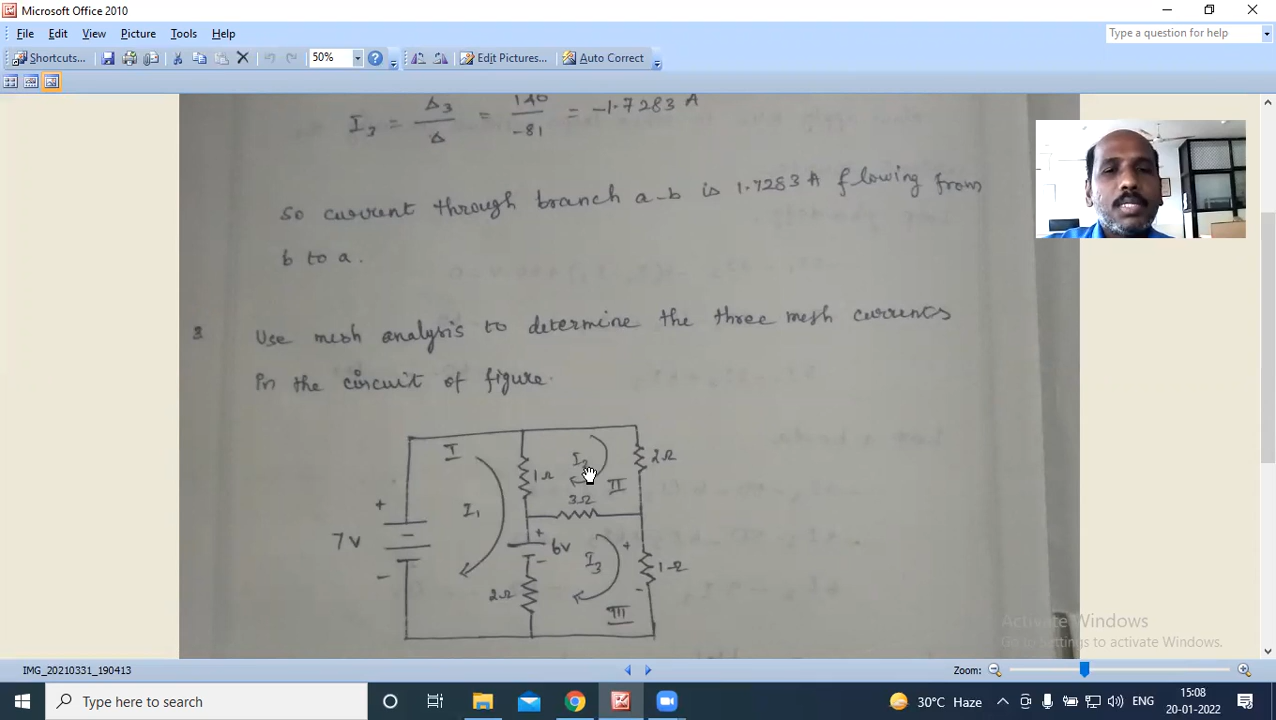 Microsoft Office 2010
File Edit View Picture Tools Help
Type a question for help
Shortcuts... 50% Edit Pictures... Auto Correct
I3 = Δ3/Δ = 140/-81 = -1.7283 A
So current through branch a-b is 1.7283 A flowing from
b to a.
3 Use mesh analysis to determine the three mesh currents
in the circuit of figure.
I
I2
2Ω
1Ω
II
3Ω
I1
+
7V
-
-
+
6V
-
I3
+
1Ω
-
2Ω
III
Activate Windows
Go to Settings to activate Windows.
IMG_20210331_190413
Zoom:
Type here to search
30°C Haze
ENG
15:08
20-01-2022